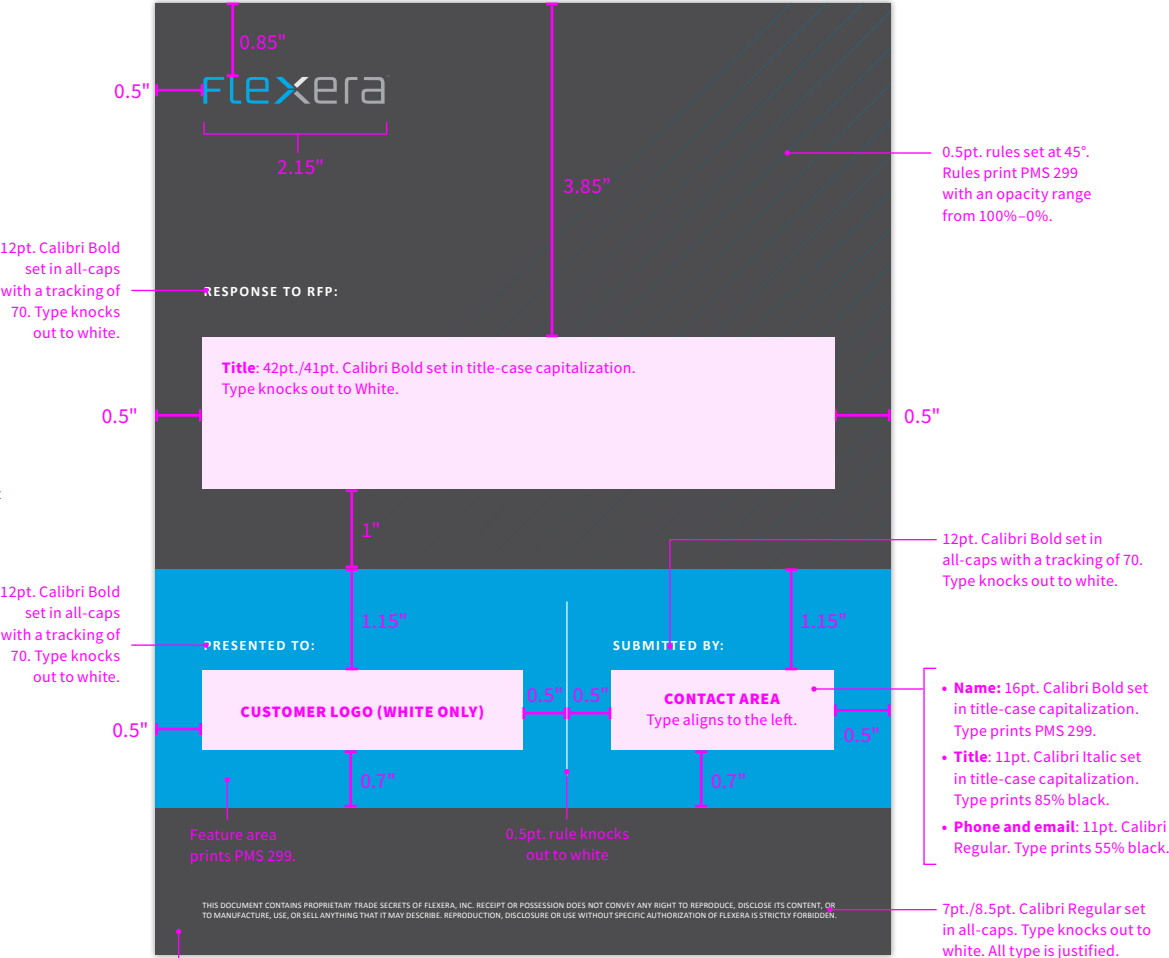 0.85"
0.5"
flexera
2.15"
3.85"
0.5pt. rules set at 45°.
Rules print PMS 299
with an opacity range
from 100%–0%.
12pt. Calibri Bold
set in all-caps
with a tracking of
70. Type knocks
out to white.
RESPONSE TO RFP:
Title: 42pt./41pt. Calibri Bold set in title-case capitalization.
Type knocks out to White.
0.5"
0.5"
1"
12pt. Calibri Bold set in
all-caps with a tracking of 70.
Type knocks out to white.
12pt. Calibri Bold
set in all-caps
with a tracking of
70. Type knocks
out to white.
1.15"
1.15"
PRESENTED TO:
SUBMITTED BY:
CUSTOMER LOGO (WHITE ONLY)
0.5"
0.5"
CONTACT AREA
Type aligns to the left.
0.5"
0.5"
• Name: 16pt. Calibri Bold set
in title-case capitalization.
Type prints PMS 299.
• Title: 11pt. Calibri Italic set
in title-case capitalization.
Type prints 85% black.
• Phone and email: 11pt. Calibri
Regular. Type prints 55% black.
0.7"
0.7"
Feature area
prints PMS 299.
0.5pt. rule knocks
out to white
THIS DOCUMENT CONTAINS PROPRIETARY TRADE SECRETS OF FLEXERA, INC. RECEIPT OR POSSESSION DOES NOT CONVEY ANY RIGHT TO REPRODUCE, DISCLOSE ITS CONTENT, OR
TO MANUFACTURE, USE, OR SELL ANYTHING THAT IT MAY DESCRIBE. REPRODUCTION, DISCLOSURE OR USE WITHOUT SPECIFIC AUTHORIZATION OF FLEXERA IS STRICTLY FORBIDDEN.
7pt./8.5pt. Calibri Regular set
in all-caps. Type knocks out to
white. All type is justified.